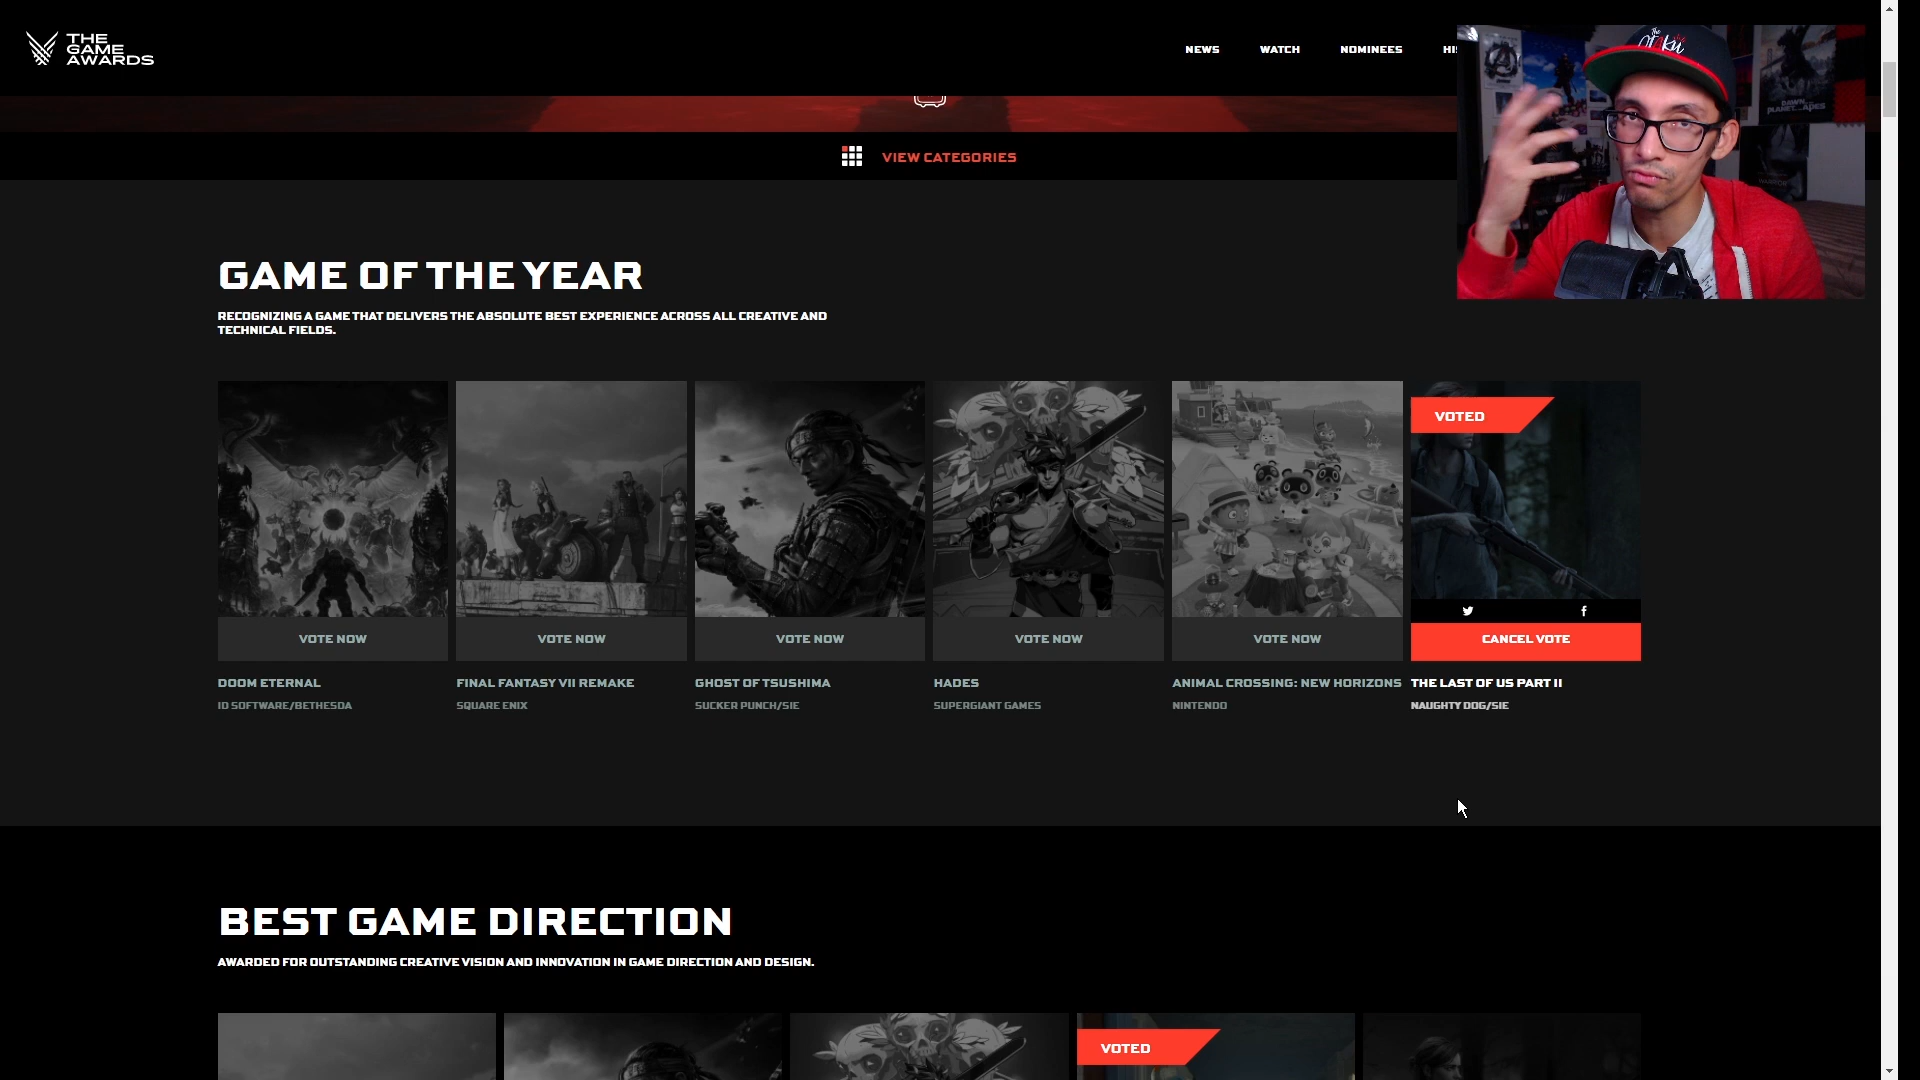 THE
GAME
AWARDS
NEWS
WATCH
NOMINEES
VIEW CATEGORIES
GAME OF THE YEAR
RECOGNIZING A GAME THAT DELIVERS THE ABSOLUTE BEST EXPERIENCE ACROSS ALL CREATIVE AND
TECHNICAL FIELDS.
VOTED
VOTE NOW
VOTE NOW
VOTE NOW
VOTE NOW
VOTE NOW
CANCEL VOTE
DOOM ETERNAL
ID SOFTWARE/BETHESDA
FINAL FANTASY VII REMAKE
SQUARE ENIX
GHOST OF TSUSHIMA
SUCKER PUNCH/SIE
HADES
SUPERGIANT GAMES
ANIMAL CROSSING: NEW HORIZONS
NINTENDO
THE LAST OF US PART II
NAUGHTY DOG/SIE
BEST GAME DIRECTION
AWARDED FOR OUTSTANDING CREATIVE VISION AND INNOVATION IN GAME DIRECTION AND DESIGN.
VOTED